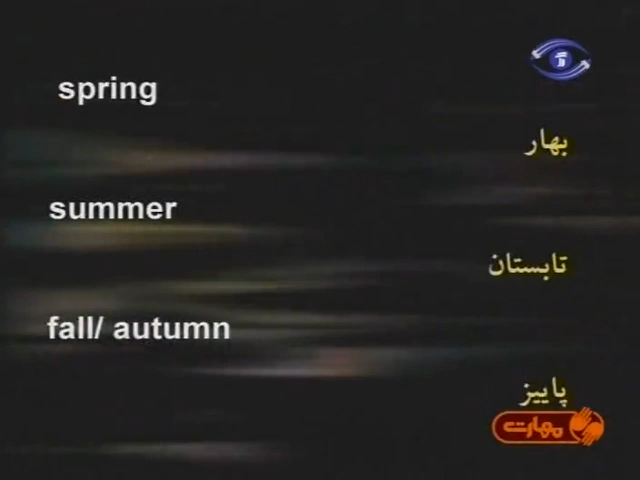 spring
بهار
summer
تابستان
fall/ autumn
پاییز
مهارت